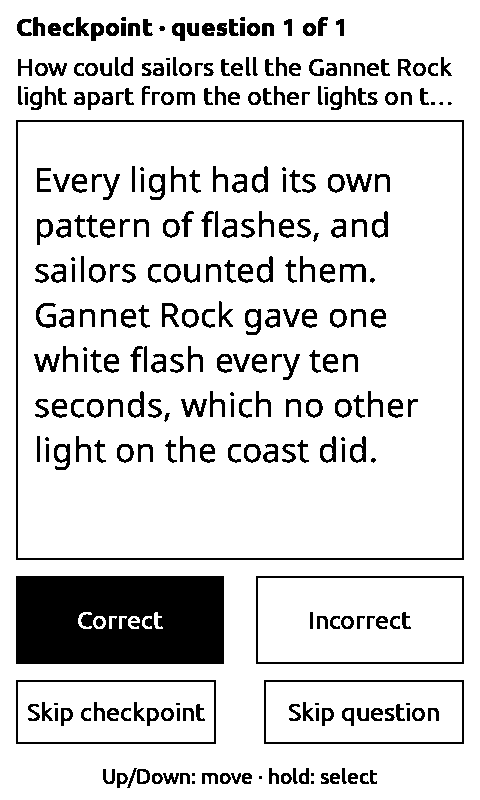 Checkpoint · question 1 of 1
How could sailors tell the Gannet Rock
light apart from the other lights on t…
Every light had its own
pattern of flashes, and
sailors counted them.
Gannet Rock gave one
white flash every ten
seconds, which no other
light on the coast did.
Correct
Incorrect
Skip checkpoint
Skip question
Up/Down: move · hold: select